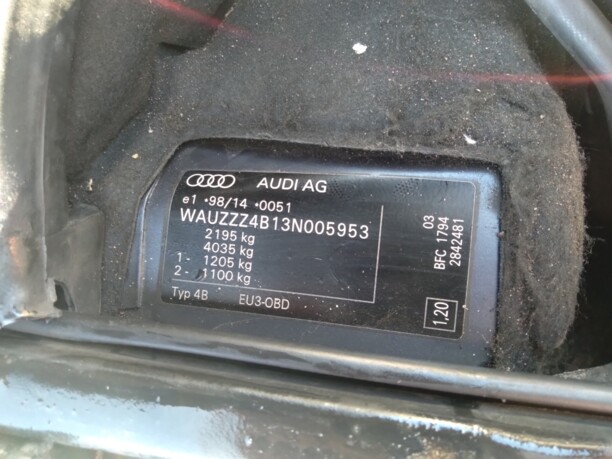 AUDI AG
e1 *98/14 *0051
WAUZZZ4B13N005953
2195 kg
4035 kg
1- 1205 kg
2- 1100 kg
Typ 4B EU3-OBD
03
BFC 1794
2842481
1,20